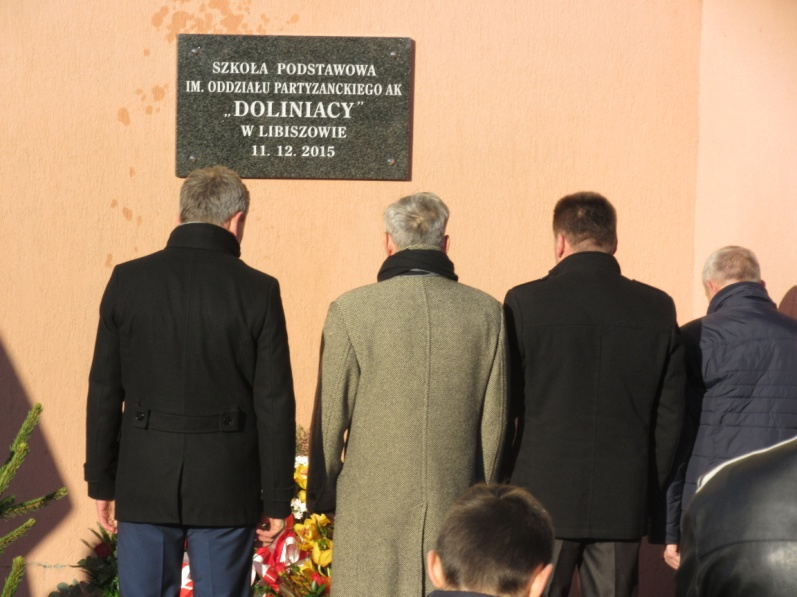 SZKOŁA PODSTAWOWA
IM. ODDZIAŁU PARTYZANCKIEGO AK
„DOLINIACY”
W LIBISZOWIE
11. 12. 2015